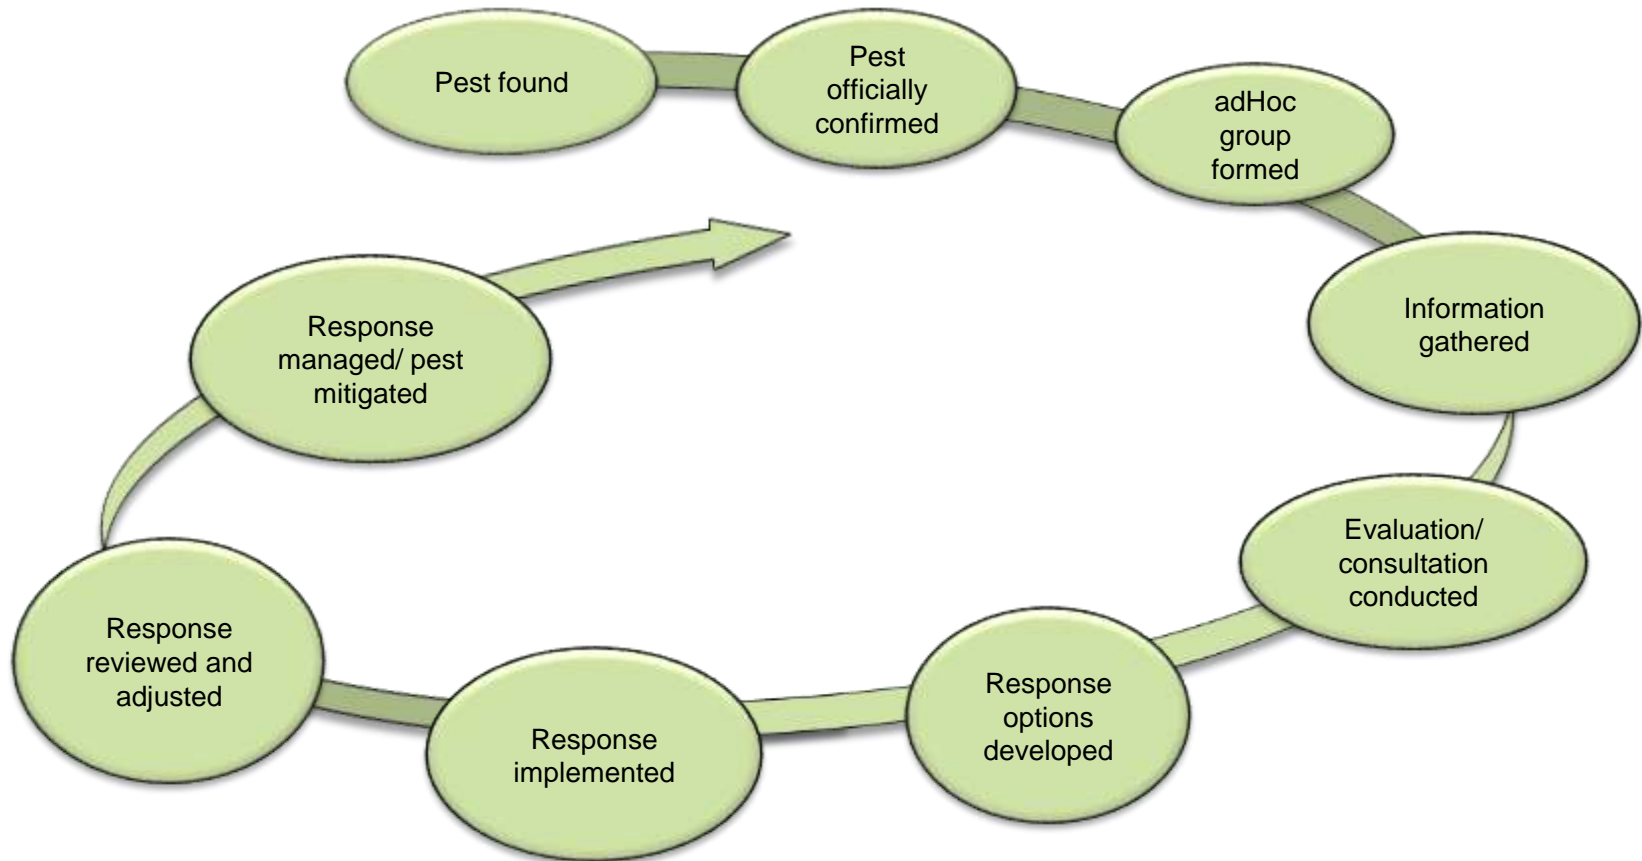 Pest found
Pest
officially
confirmed
adHoc
group
formed
Information
gathered
Evaluation/
consultation
conducted
Response
options
developed
Response
implemented
Response
reviewed and
adjusted
Response
managed/ pest
mitigated